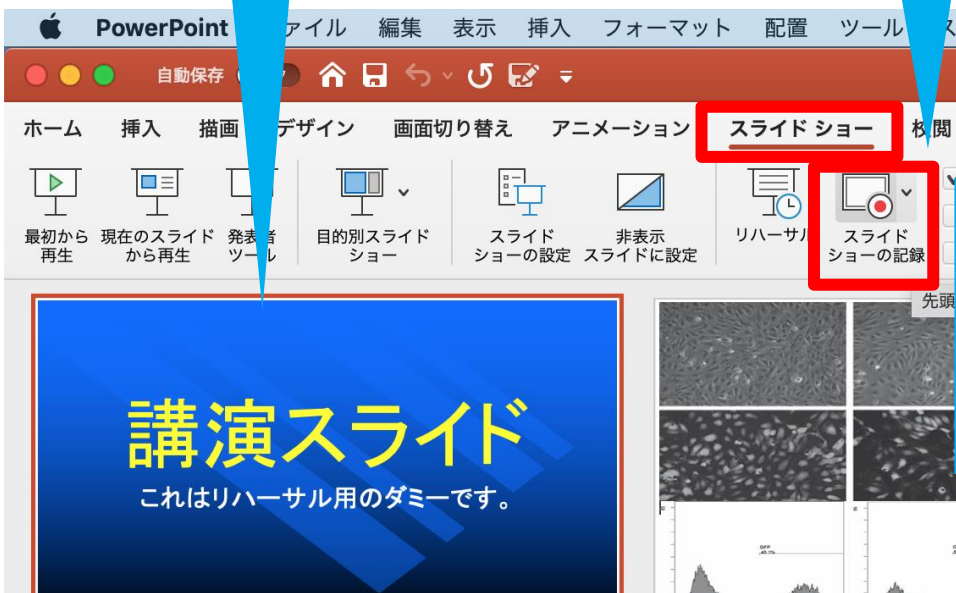 PowerPoint ァイル 編集 表示 挿入 フォーマット 配置 ツール
自動保存
ホーム 挿入 描画 デザイン 画面切り替え アニメーション スライド ショー 校閲
最初から 現在のスライド 発表者 目的別スライド スライド 非表示 リハーサル スライド
再生 から再生 ツール ショー ショーの設定 スライドに設定 ショーの記録
先頭
講演スライド
これはリハーサル用のダミーです。
GFP